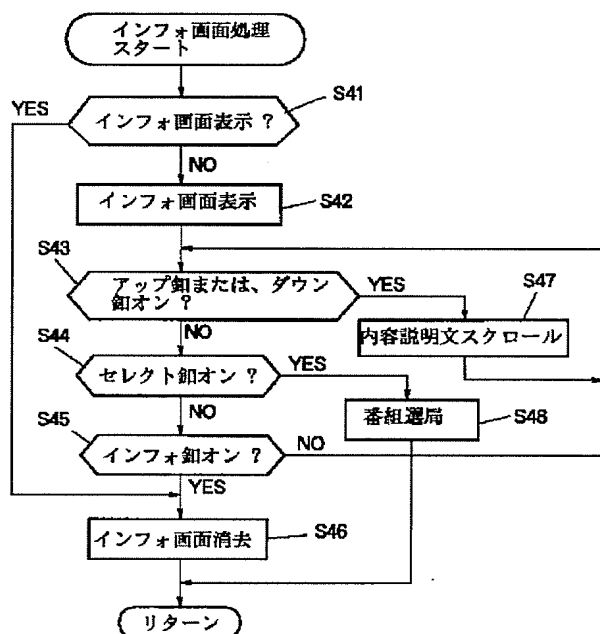 インフォ画面処理
スタート
S41
YES
インフォ画面表示 ?
NO
インフォ画面表示
S42
S43
アップ釦または、ダウン
釦オン ?
YES
S47
内容説明文スクロール
NO
S44
セレクト釦オン ?
YES
番組選局
S48
NO
S45
インフォ釦オン ?
NO
YES
インフォ画面消去
S46
リターン